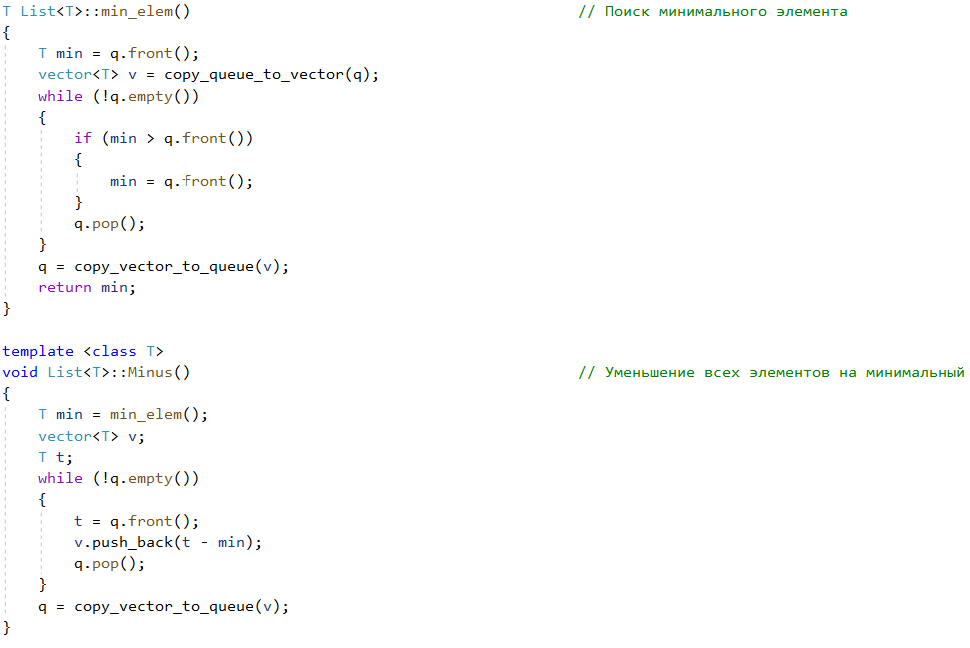 T List<T>::min_elem() // Поиск минимального элемента
{
    T min = q.front();
    vector<T> v = copy_queue_to_vector(q);
    while (!q.empty())
    {
        if (min > q.front())
        {
            min = q.front();
        }
        q.pop();
    }
    q = copy_vector_to_queue(v);
    return min;
}

template <class T>
void List<T>::Minus() // Уменьшение всех элементов на минимальный
{
    T min = min_elem();
    vector<T> v;
    T t;
    while (!q.empty())
    {
        t = q.front();
        v.push_back(t - min);
        q.pop();
    }
    q = copy_vector_to_queue(v);
}